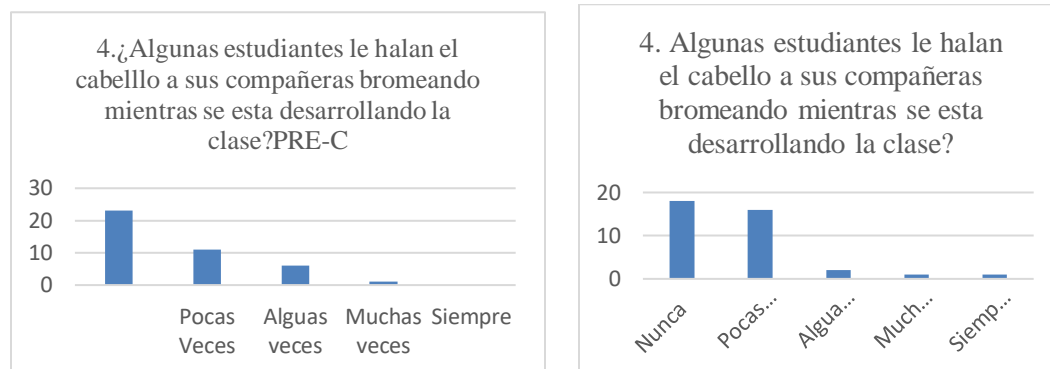 4.¿Algunas estudiantes le halan el
cabelllo a sus compañeras bromeando
mientras se esta desarrollando la
clase?PRE-C
30
20
10
0
Pocas Veces
Alguas veces
Muchas veces
Siempre
4. Algunas estudiantes le halan
el cabello a sus compañeras
bromeando mientras se esta
desarrollando la clase?
20
10
0
Nunca
Pocas...
Algua...
Much...
Siemp...